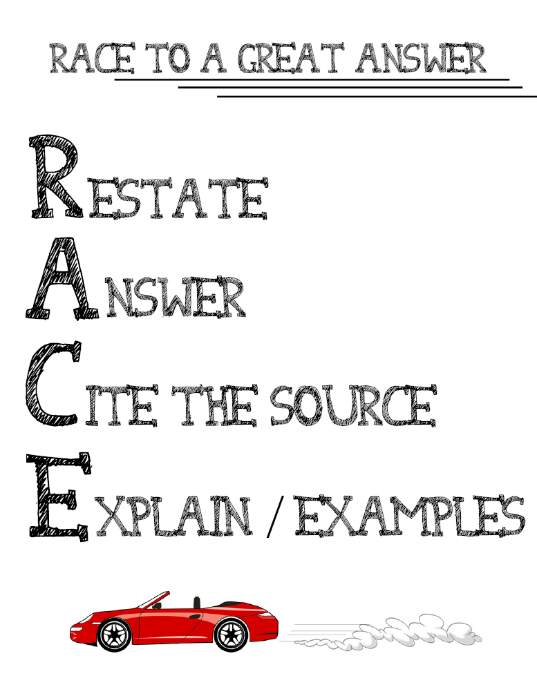 RACE TO A GREAT ANSWER
RESTATE
ANSWER
CITE THE SOURCE
EXPLAIN / EXAMPLES